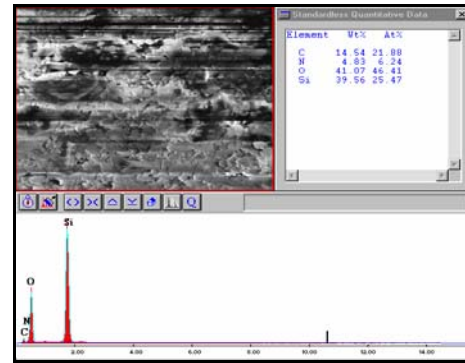 Standardless Quantitative Data
Element Wt% At%
C 14.54 21.88
N 4.83 6.24
O 41.07 46.41
Si 39.56 25.47
Q
Si
O
N
C
2.00 4.00 6.00 8.00 10.00 12.00 14.00